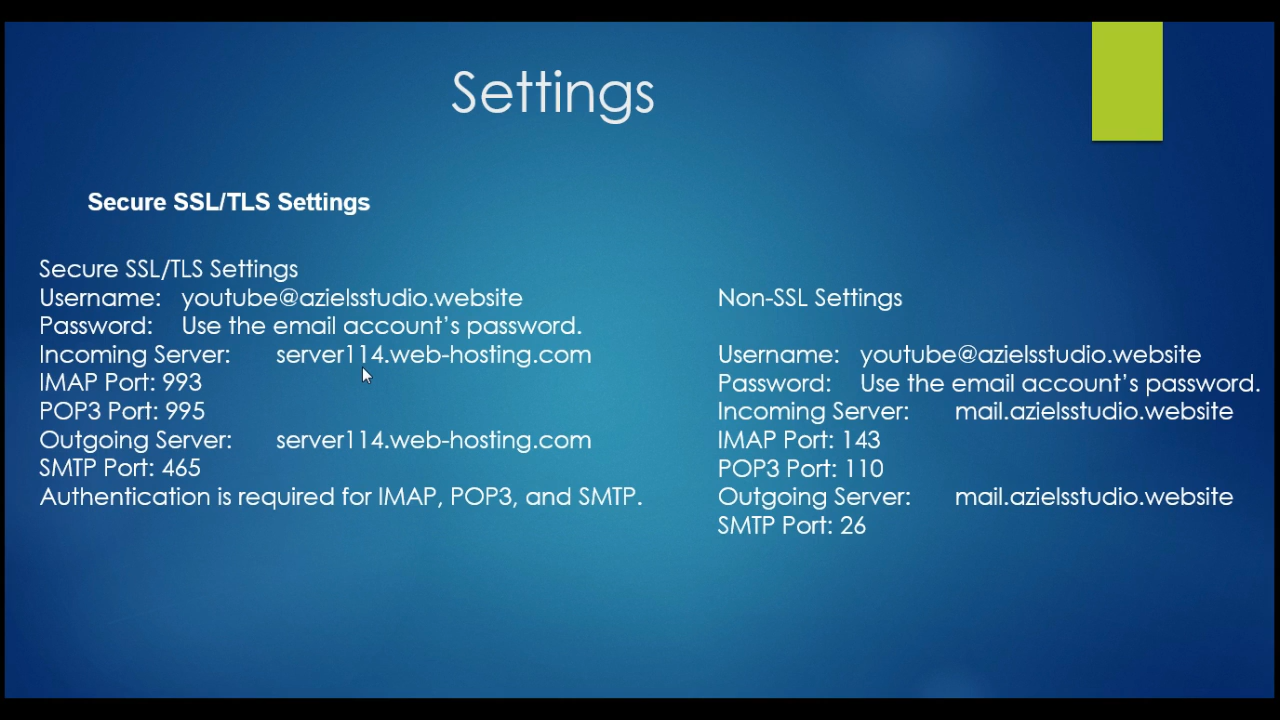 Settings
Secure SSL/TLS Settings
Secure SSL/TLS Settings
Username: youtube@azielsstudio.website
Password: Use the email account’s password.
Incoming Server: server114.web-hosting.com
IMAP Port: 993
POP3 Port: 995
Outgoing Server: server114.web-hosting.com
SMTP Port: 465
Authentication is required for IMAP, POP3, and SMTP.
Non-SSL Settings
Username: youtube@azielsstudio.website
Password: Use the email account’s password.
Incoming Server: mail.azielsstudio.website
IMAP Port: 143
POP3 Port: 110
Outgoing Server: mail.azielsstudio.website
SMTP Port: 26